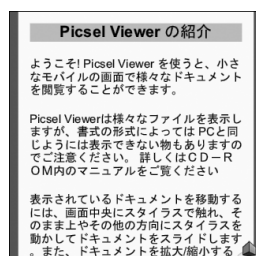 Picsel Viewer の紹介
ようこそ! Picsel Viewer を使うと、小さ
なモバイルの画面で様々なドキュメント
を閲覧することができます。
Picsel Viewerは様々なファイルを表示し
ますが、書式の形式によっては PCと同
じようには表示できない物もありますの
でご注意ください。 詳しくはCD－R
OM内のマニュアルをご覧ください
表示されているドキュメントを移動する
には、画面中央にスタイラスで触れ、そ
のまま上やその他の方向にスタイラスを
動かしてドキュメントをスライドします
。また、ドキュメントを拡大/縮小する